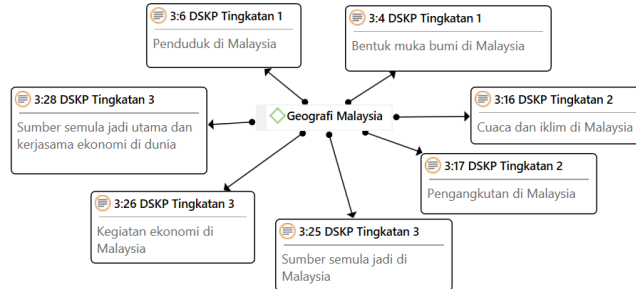 3:6 DSKP Tingkatan 1
Penduduk di Malaysia
3:4 DSKP Tingkatan 1
Bentuk muka bumi di Malaysia
3:28 DSKP Tingkatan 3
Sumber semula jadi utama dan
kerjasama ekonomi di dunia
Geografi Malaysia
3:16 DSKP Tingkatan 2
Cuaca dan iklim di Malaysia
3:17 DSKP Tingkatan 2
Pengangkutan di Malaysia
3:26 DSKP Tingkatan 3
Kegiatan ekonomi di
Malaysia
3:25 DSKP Tingkatan 3
Sumber semula jadi di
Malaysia